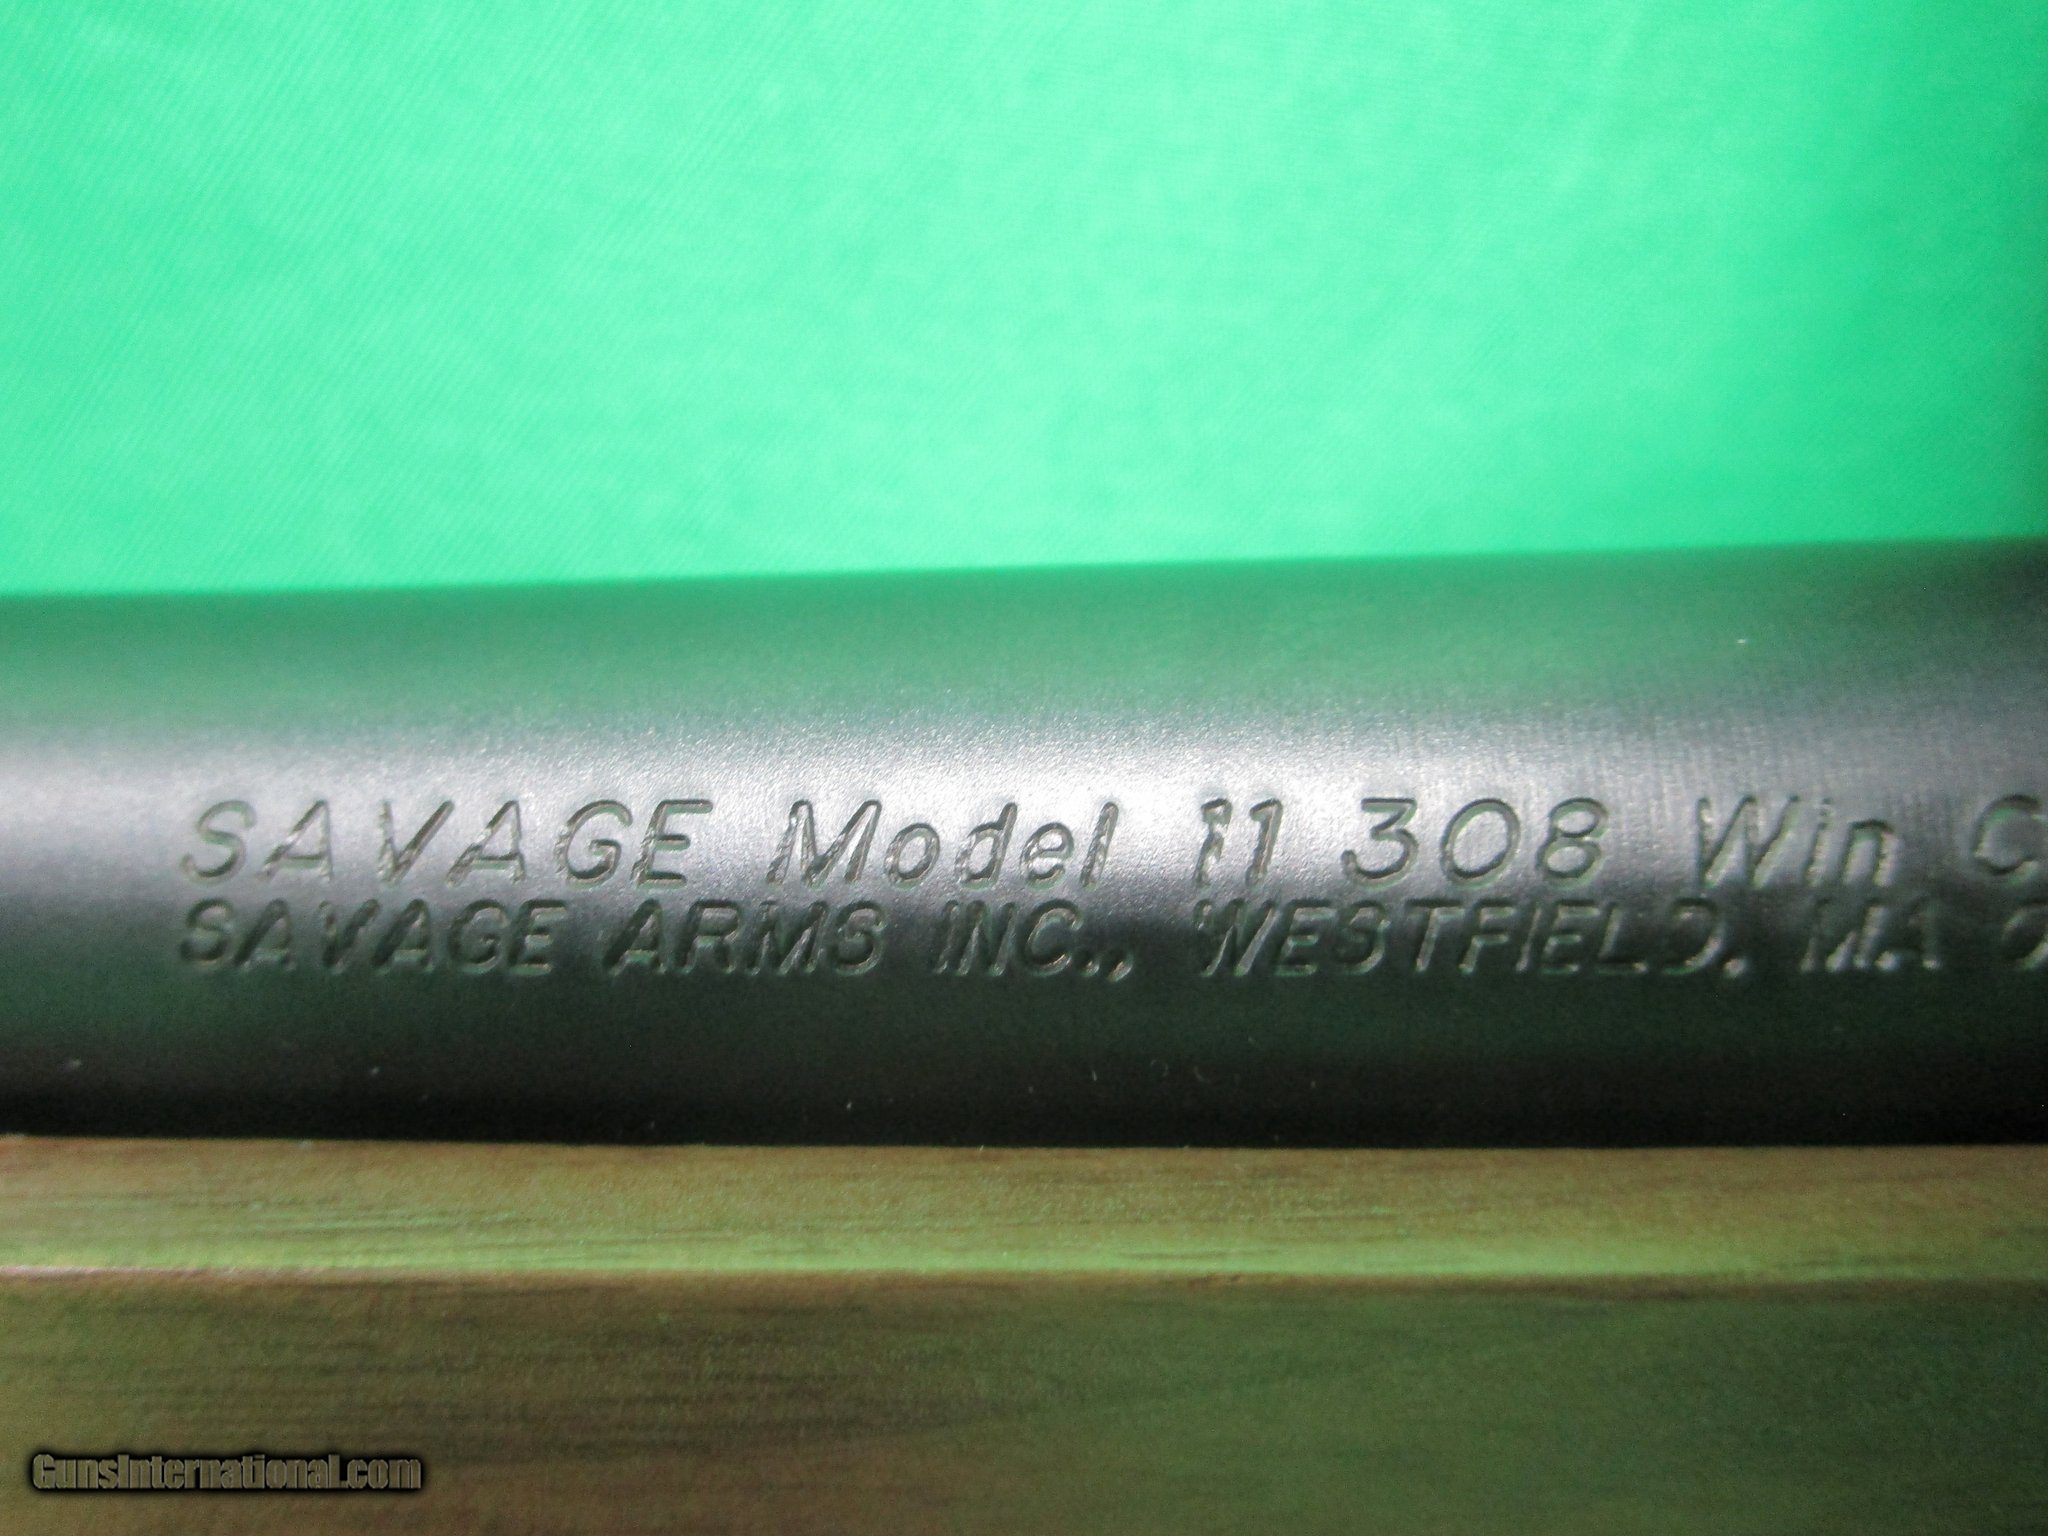 SAVAGE Model 11 308 Win
SAVAGE ARMS INC., WESTFIELD, MA
GunsInternational.com